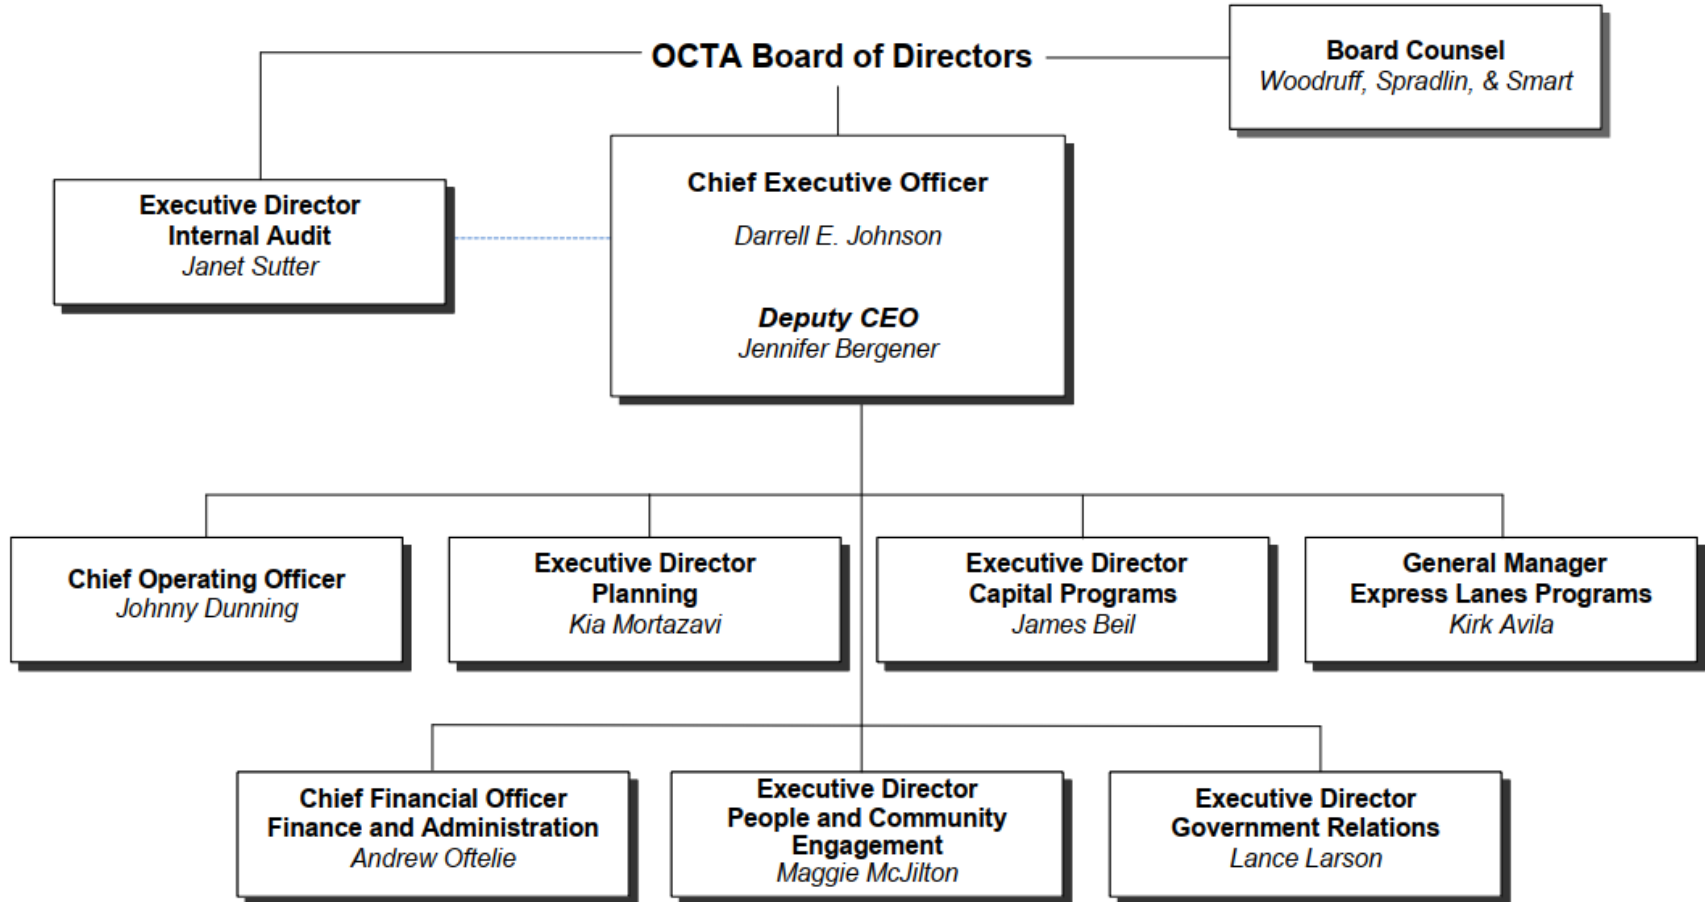 OCTA Board of Directors
Board Counsel
Woodruff, Spradlin, & Smart
Executive Director
Internal Audit
Janet Sutter
Chief Executive Officer
Darrell E. Johnson
Deputy CEO
Jennifer Bergener
Chief Operating Officer
Johnny Dunning
Executive Director
Planning
Kia Mortazavi
Executive Director
Capital Programs
James Beil
General Manager
Express Lanes Programs
Kirk Avila
Chief Financial Officer
Finance and Administration
Andrew Oftelie
Executive Director
People and Community
Engagement
Maggie McJilton
Executive Director
Government Relations
Lance Larson